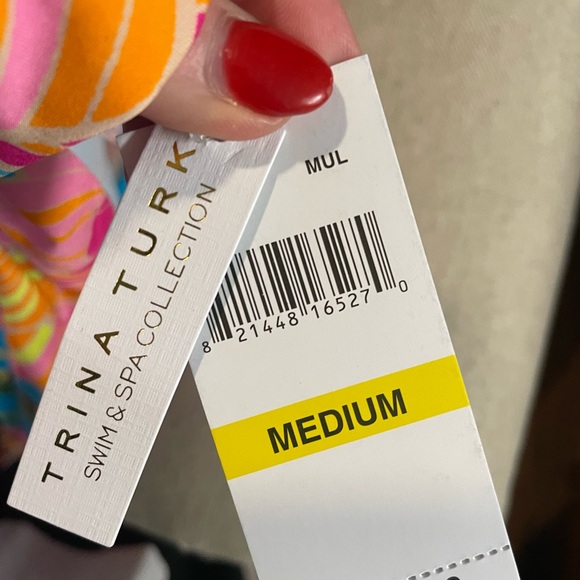 TRINA TURK
SWIM & SPA COLLECTION
MUL
8 21448 16527 0
MEDIUM